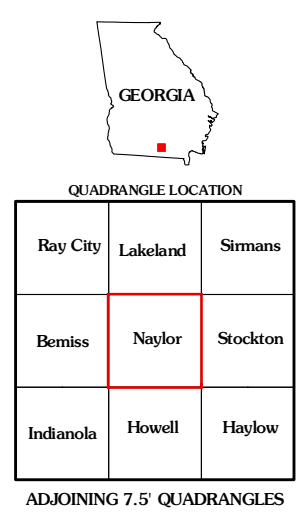 GEORGIA
QUADRANGLE LOCATION
Ray City Lakeland Sirmans
Bemiss Naylor Stockton
Indianola Howell Haylow
ADJOINING 7.5' QUADRANGLES